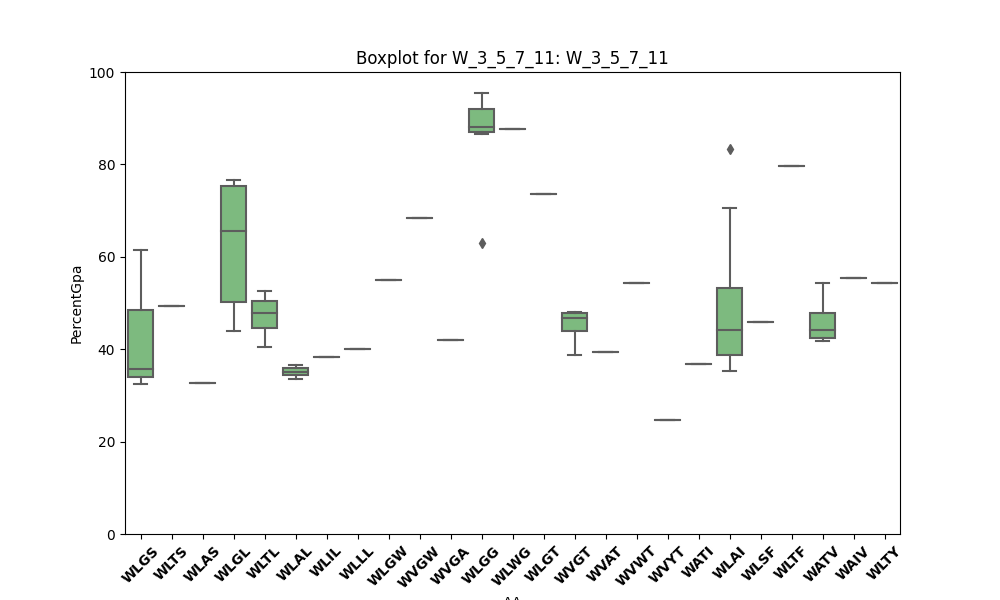 Boxplot for W_3_5_7_11: W_3_5_7_11
PercentGpa
100
80
60
40
20
0
WLGS WLTS WLAS WLGL WLTL WLAL WLIL WLLL WLGW WVGW WVGA WLGG WLWG WLGT WVGT WVAT WVWT WVYT WATI WLAI WLSF WLTF WATV WAIV WLTY